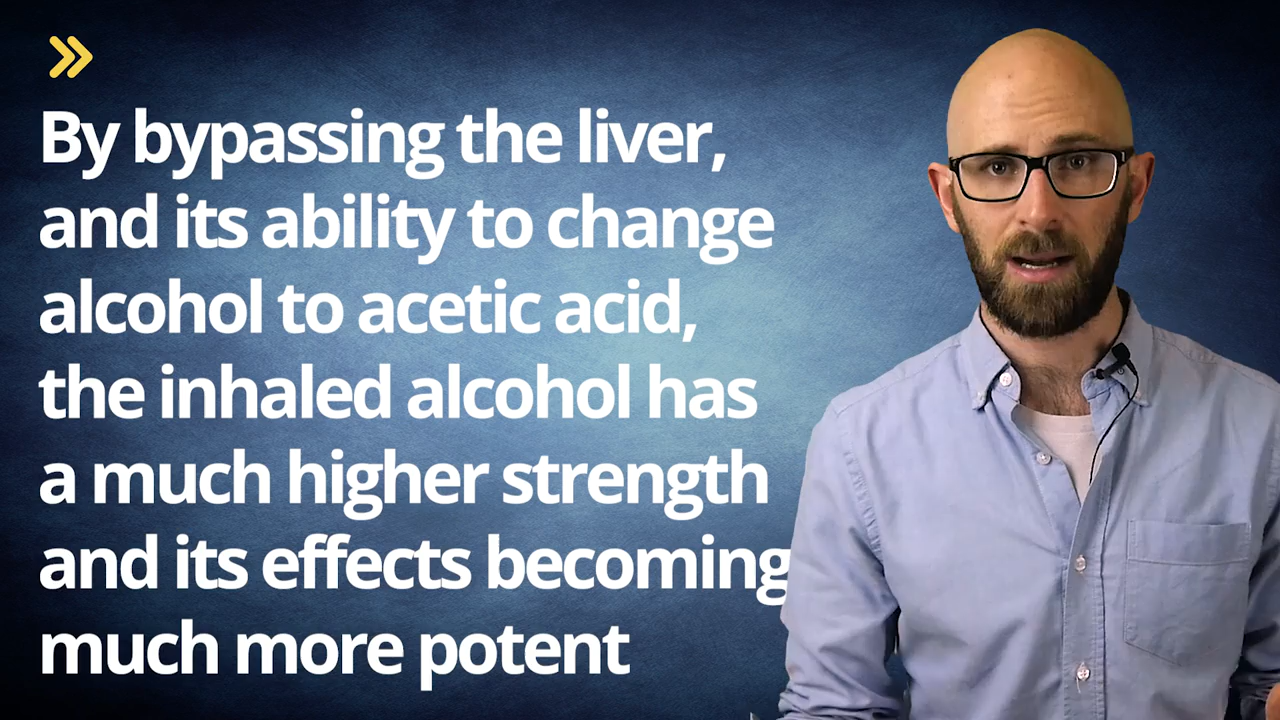 By bypassing the liver,
and its ability to change
alcohol to acetic acid,
the inhaled alcohol has
a much higher strength
and its effects becoming
much more potent